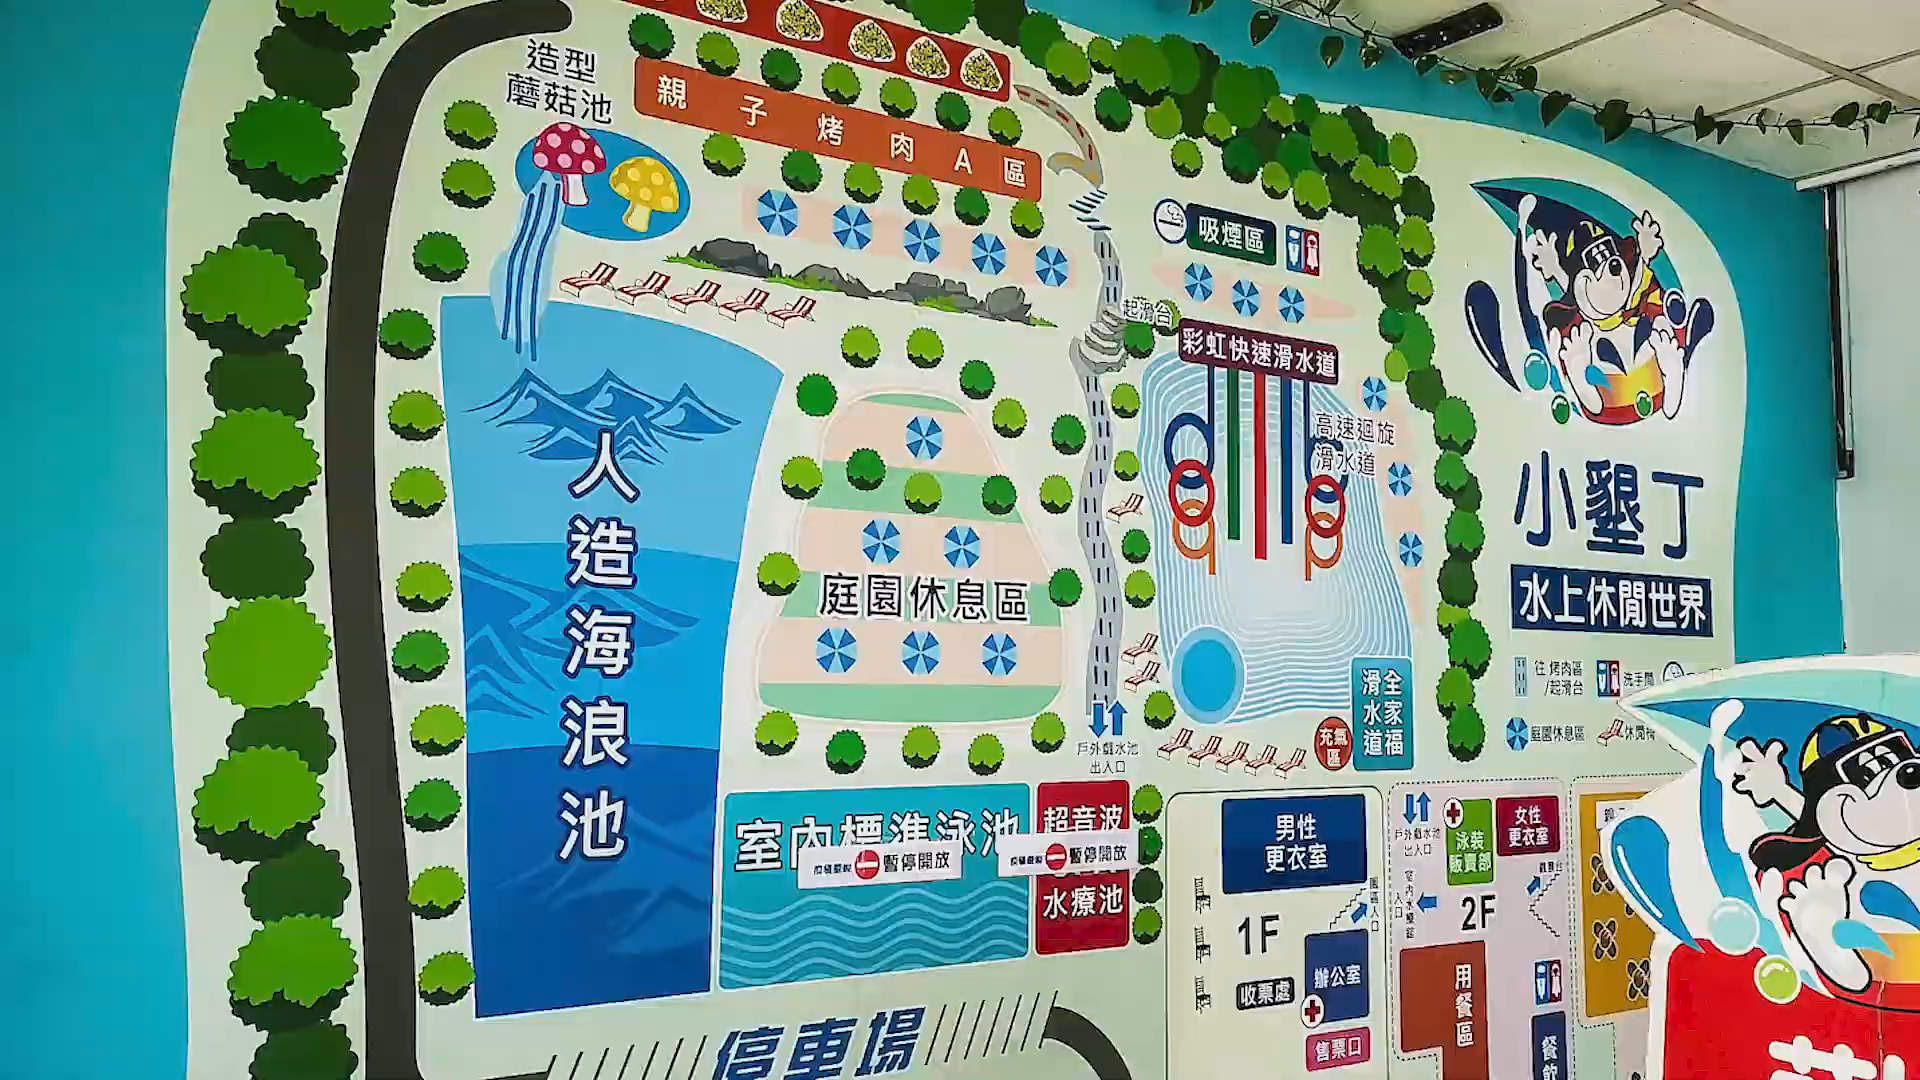 造型
蘑菇池
親子烤肉A區
吸煙區
起滑台
彩虹快速滑水道
高速迴旋
滑水道
人造海浪池
庭園休息區
戶外戲水池
出入口
充氣
區
全家福
滑水道
小墾丁
水上休閒世界
往 烤肉區
/起滑台
洗手間
庭園休息區
休閒椅
室內標準泳池
暫停開放
超音波
暫停開放
水療池
男性
更衣室
1F
收票處
辦公室
售票口
園區入口
戶外戲水池
出入口
泳裝
販賣部
女性
更衣室
2F
用餐區
停車場